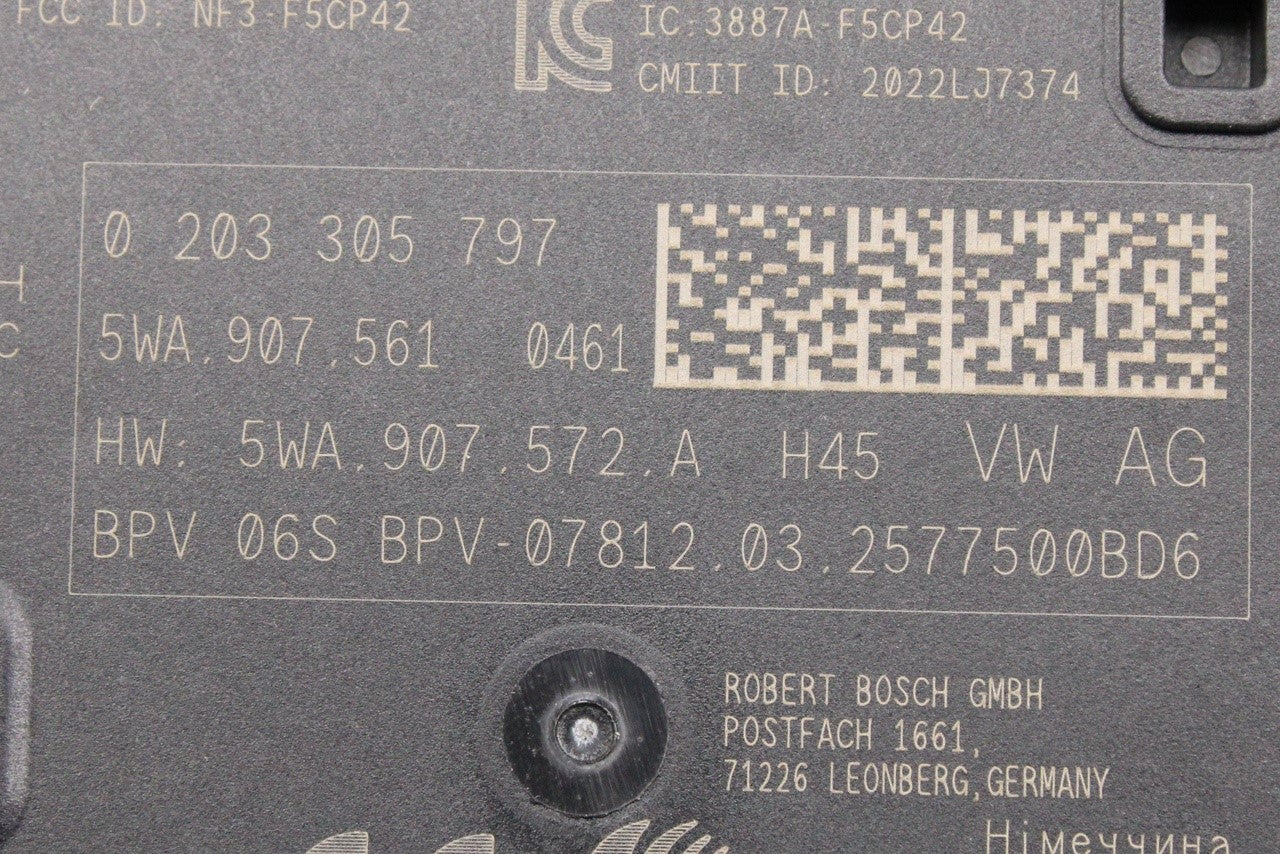 FCC ID: NF3-F5CP42
IC:3887A-F5CP42
CMIIT ID: 2022LJ7374
0 203 305 797
5WA.907.561 0461
HW: 5WA.907.572.A H45 VW AG
BPV 06S BPV-07812.03.2577500BD6
ROBERT BOSCH GMBH
POSTFACH 1661,
71226 LEONBERG,GERMANY
Німеччина